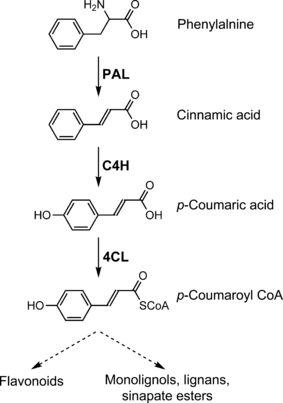 H₂N
O
OH
Phenylalnine
PAL
O
OH
Cinnamic acid
C4H
O
HO
OH
p-Coumaric acid
4CL
O
HO
SCoA
p-Coumaroyl CoA
Flavonoids
Monolignols, lignans,
sinapate esters